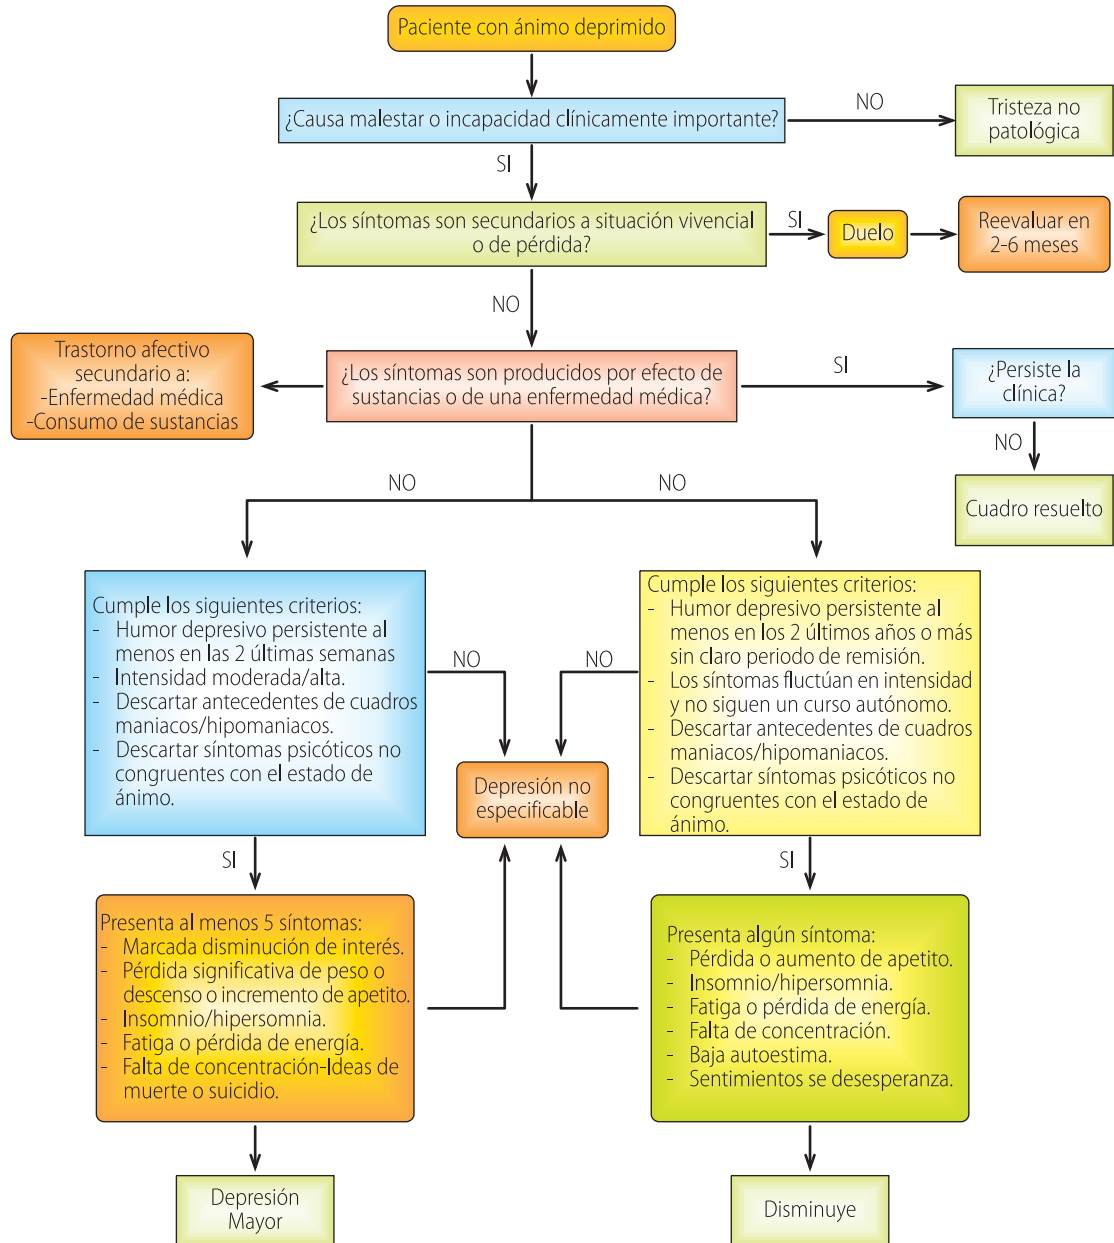 Paciente con ánimo deprimido
¿Causa malestar o incapacidad clínicamente importante?
NO
Tristeza no
patológica
SI
¿Los síntomas son secundarios a situación vivencial
o de pérdida?
SI
Duelo
Reevaluar en
2-6 meses
NO
Trastorno afectivo
secundario a:
-Enfermedad médica
-Consumo de sustancias
¿Los síntomas son producidos por efecto de
sustancias o de una enfermedad médica?
SI
¿Persiste la
clínica?
NO
Cuadro resuelto
NO
NO
Cumple los siguientes criterios:
- Humor depresivo persistente al
menos en las 2 últimas semanas
- Intensidad moderada/alta.
- Descartar antecedentes de cuadros
maniacos/hipomaniacos.
- Descartar síntomas psicóticos no
congruentes con el estado de
ánimo.
NO
NO
Cumple los siguientes criterios:
- Humor depresivo persistente al
menos en los 2 últimos años o más
sin claro periodo de remisión.
- Los síntomas fluctúan en intensidad
y no siguen un curso autónomo.
- Descartar antecedentes de cuadros
maniacos/hipomaniacos.
- Descartar síntomas psicóticos no
congruentes con el estado de
ánimo.
Depresión no
especificable
SI
SI
Presenta al menos 5 síntomas:
- Marcada disminución de interés.
- Pérdida significativa de peso o
descenso o incremento de apetito.
- Insomnio/hipersomnia.
- Fatiga o pérdida de energía.
- Falta de concentración-Ideas de
muerte o suicidio.
Presenta algún síntoma:
- Pérdida o aumento de apetito.
- Insomnio/hipersomnia.
- Fatiga o pérdida de energía.
- Falta de concentración.
- Baja autoestima.
- Sentimientos se desesperanza.
Depresión
Mayor
Disminuye